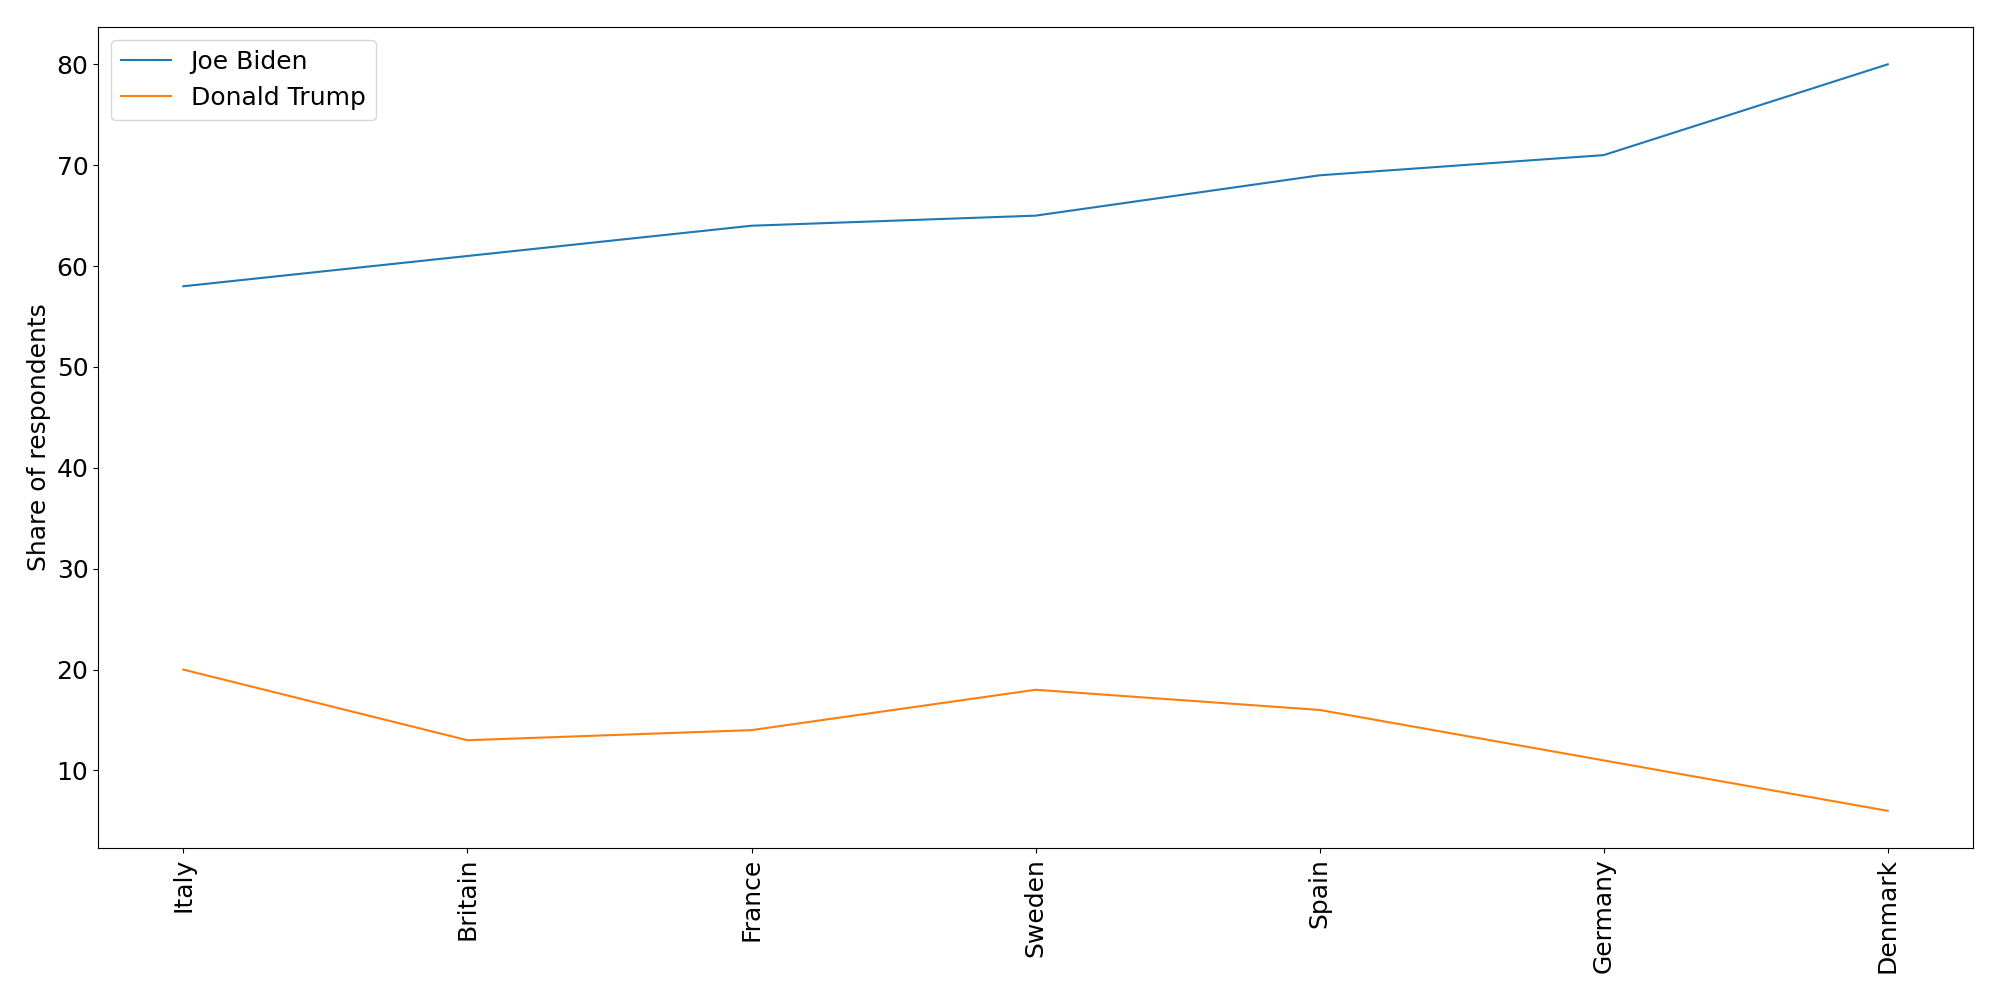 Joe Biden
Donald Trump
Share of respondents
80
70
60
50
40
30
20
10
Italy
Britain
France
Sweden
Spain
Germany
Denmark